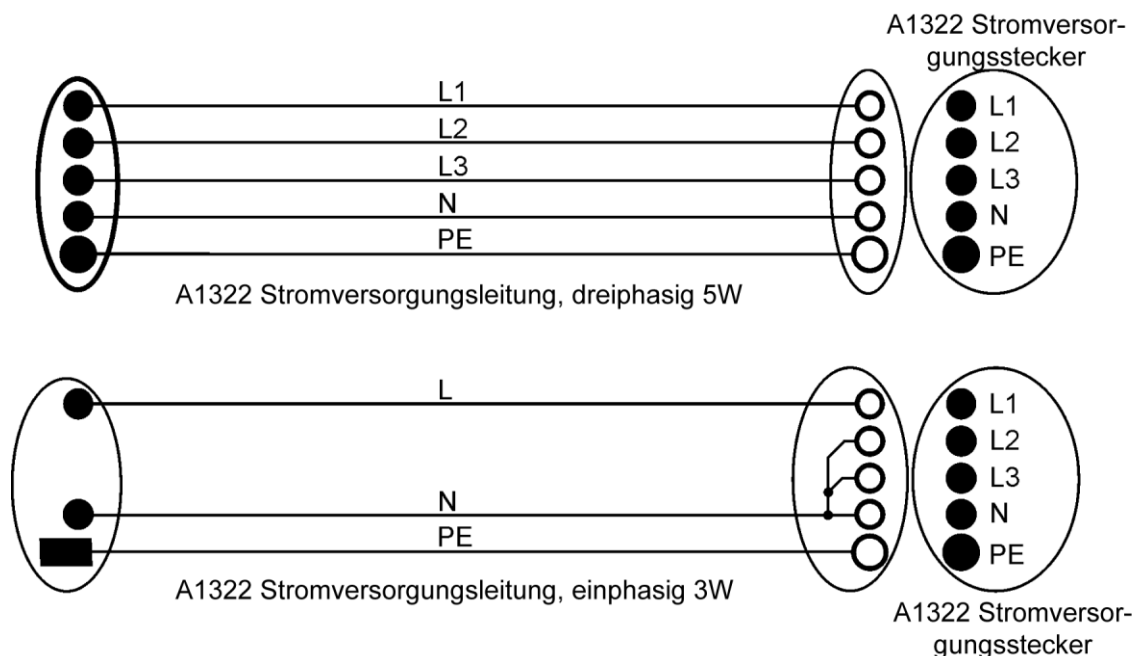 A1322 Stromversor-
gungsstecker
L1
L2
L3
N
PE
L1
L2
L3
N
PE
A1322 Stromversorgungsleitung, dreiphasig 5W
L
N
PE
L1
L2
L3
N
PE
A1322 Stromversorgungsleitung, einphasig 3W
A1322 Stromversor-
gungsstecker